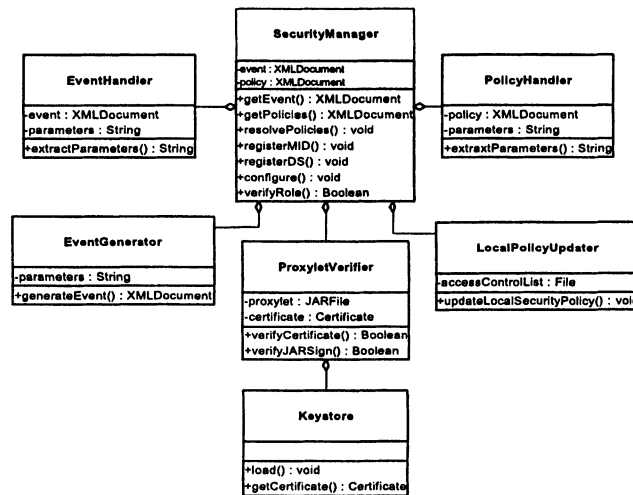 SecurityManager
-event : XMLDocument
-policy : XMLDocument
+getEvent() : XMLDocument
+getPolicies() : XMLDocument
+resolvePolicies() : void
+registerMID() : void
+registerDS() : void
+configure() : void
+verifyRole() : Boolean
EventHandler
-event : XMLDocument
-parameters : String
+extractParameters() : String
PolicyHandler
-policy : XMLDocument
-parameters : String
+extraxtParameters() : String
EventGenerator
-parameters : String
+generateEvent() : XMLDocument
ProxyletVerifier
-proxylet : JARFile
-certificate : Certificate
+verifyCertificate() : Boolean
+verifyJARSign() : Boolean
LocalPolicyUpdater
-accessControlList : File
+updateLocalSecurityPolicy() : void
Keystore
+load() : void
+getCertificate() : Certificate